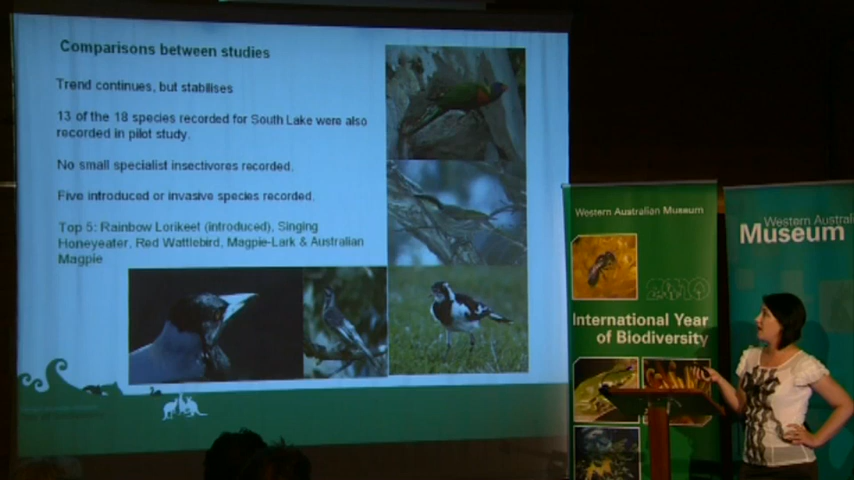 Comparisons between studies
Trend continues, but stabilises
13 of the 18 species recorded for South Lake were also
recorded in pilot study.
No small specialist insectivores recorded.
Five introduced or invasive species recorded.
Top 5: Rainbow Lorikeet (introduced), Singing
Honeyeater, Red Wattlebird, Magpie-Lark & Australian
Magpie
Western Australian Museum
2010
International Year
of Biodiversity
Western Australi
Museum